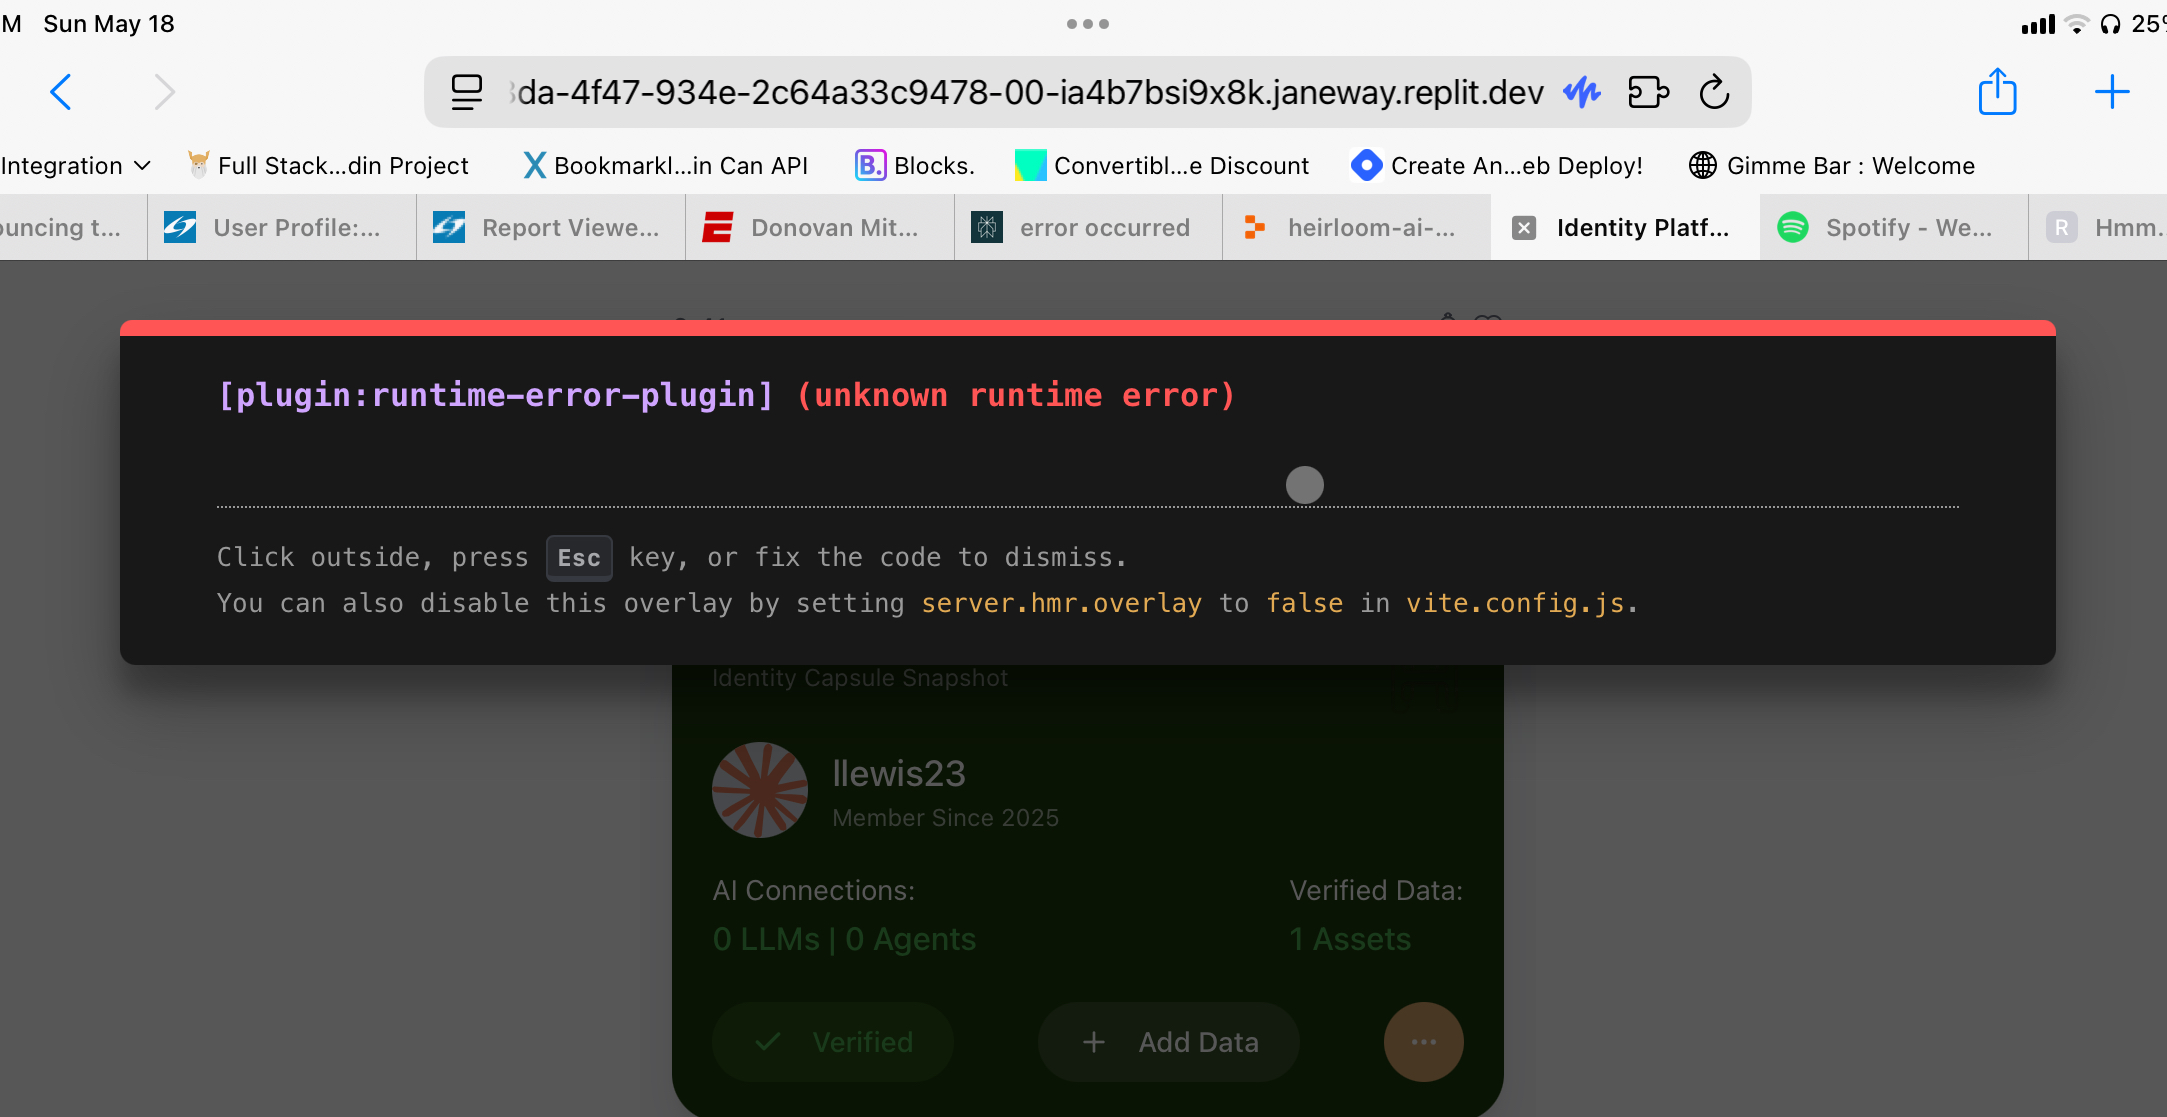 M Sun May 18
25%
3da-4f47-934e-2c64a33c9478-00-ia4b7bsi9x8k.janeway.replit.dev
Integration
Full Stack...din Project
Bookmarkl...in Can API
B. Blocks.
Convertibl...e Discount
Create An...eb Deploy!
Gimme Bar : Welcome
ouncing t...
User Profile:...
Report Viewe...
Donovan Mit...
error occurred
heirloom-ai-...
Identity Platf...
Spotify - We...
R Hmm.
[plugin:runtime-error-plugin] (unknown runtime error)
Click outside, press Esc key, or fix the code to dismiss.
You can also disable this overlay by setting server.hmr.overlay to false in vite.config.js.
Identity Capsule Snapshot
llewis23
Member Since 2025
AI Connections:
Verified Data:
0 LLMs | 0 Agents
1 Assets
Verified
+ Add Data